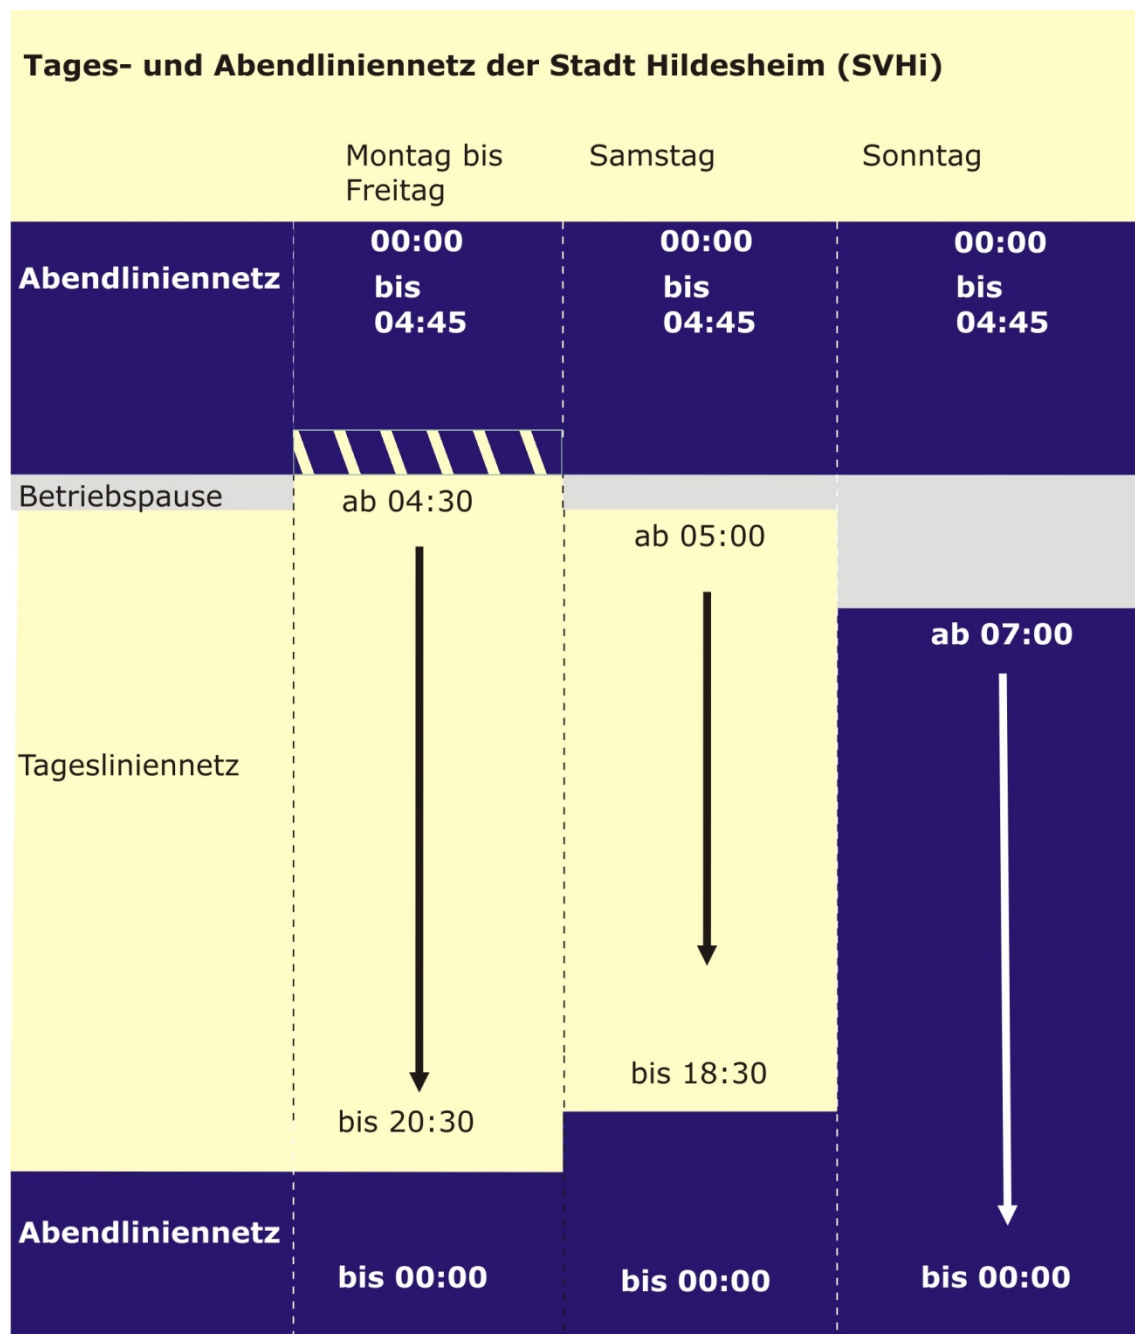 Tages- und Abendliniennetz der Stadt Hildesheim (SVHi)
Montag bis
Freitag
Samstag
Sonntag
Abendliniennetz
00:00
bis
04:45
00:00
bis
04:45
00:00
bis
04:45
Betriebspause
ab 04:30
ab 05:00
ab 07:00
Tagesliniennetz
bis 18:30
bis 20:30
Abendliniennetz
bis 00:00
bis 00:00
bis 00:00